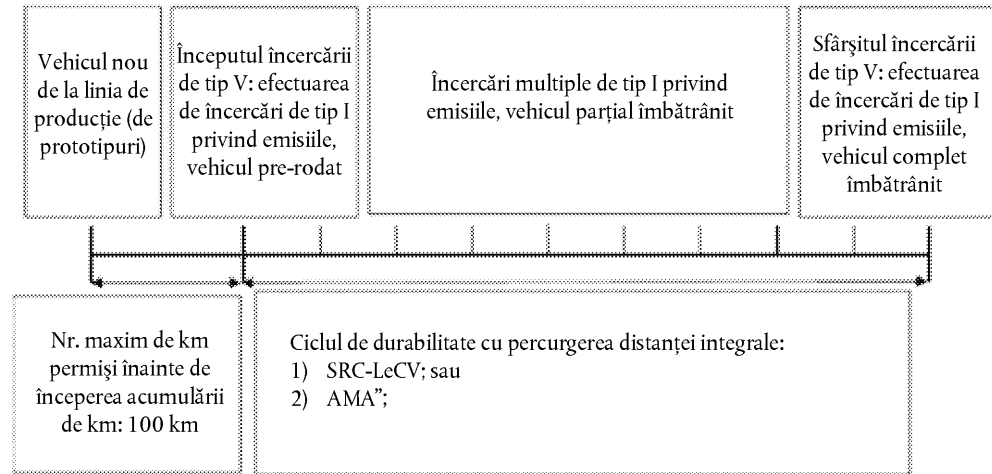 Vehicul nou
de la linia de
producție (de
prototipuri)
Începutul încercării
de tip V: efectuarea
de încercări de tip I
privind emisiile,
vehicul pre-rodat
Încercări multiple de tip I privind
emisiile, vehicul parțial îmbătrânit
Sfârșitul încercării
de tip V: efectuarea
de încercări de tip I
privind emisiile,
vehicul complet
îmbătrânit
Nr. maxim de km
permiși înainte de
începerea acumulării
de km: 100 km
Ciclul de durabilitate cu percurgerea distanței integrale:
1) SRC-LeCV; sau
2) AMA”;